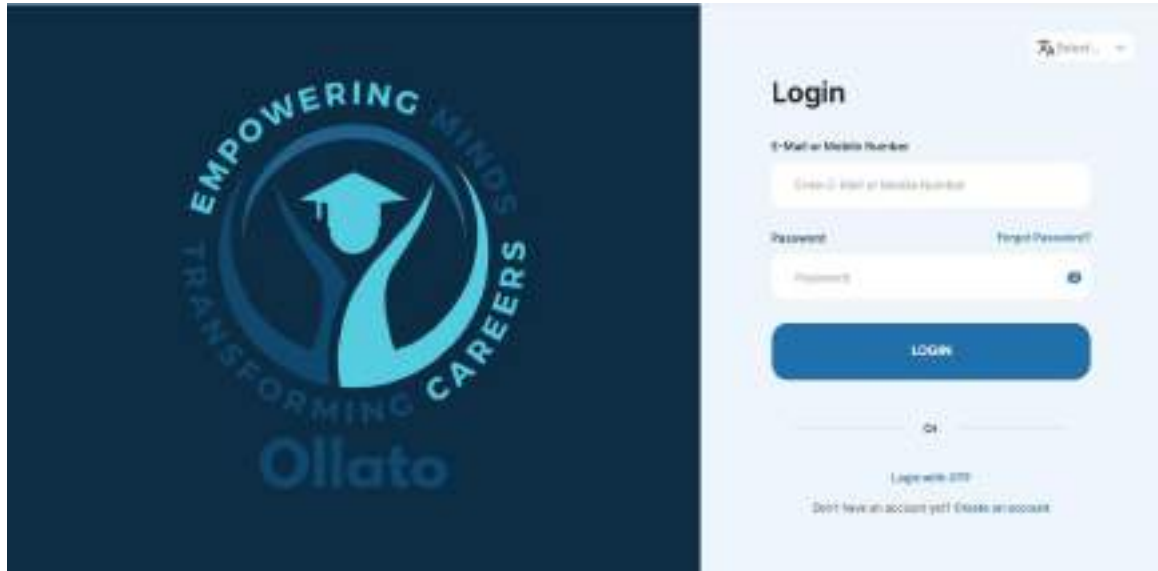 EMPOWERING MINDS
TRANSFORMING CAREERS
Ollato
Select...
Login
E-Mail or Mobile Number
Enter E-Mail or Mobile Number
Password
Forgot Password?
Password
LOGIN
Or
Login with OTP
Don't have an account yet? Create an account